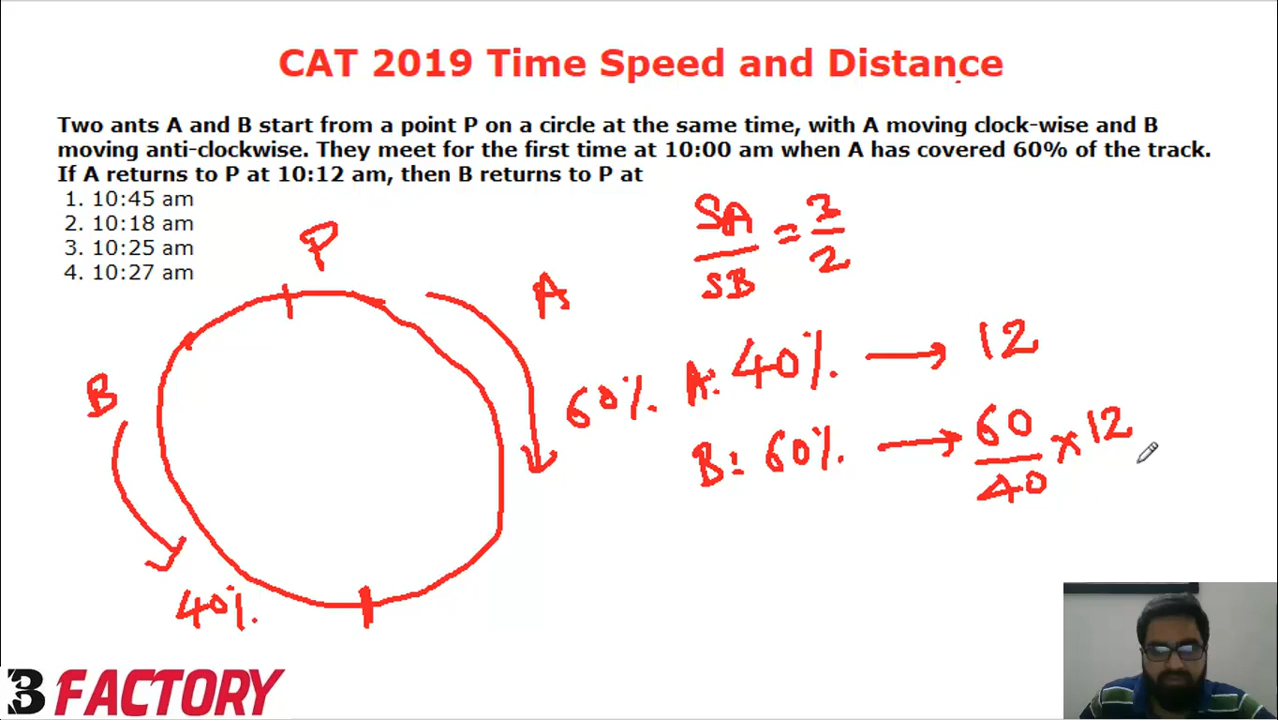 CAT 2019 Time Speed and Distance
Two ants A and B start from a point P on a circle at the same time, with A moving clock-wise and B
moving anti-clockwise. They meet for the first time at 10:00 am when A has covered 60% of the track.
If A returns to P at 10:12 am, then B returns to P at
1. 10:45 am
2. 10:18 am
3. 10:25 am
4. 10:27 am
P
A
B
60%
40%
SA/SB = 3/2
A: 40% → 12
B: 60% → 60/40 × 12
3 FACTORY